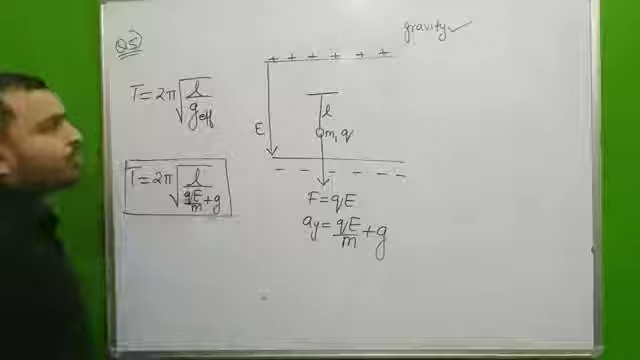 Q5)
gravity ✓
+ + + + + +
T = 2π√(l/g_eff)
l
E
m, q
T = 2π√(l/(qE/m + g))
- - - - - -
F = qE
a_y = qE/m + g